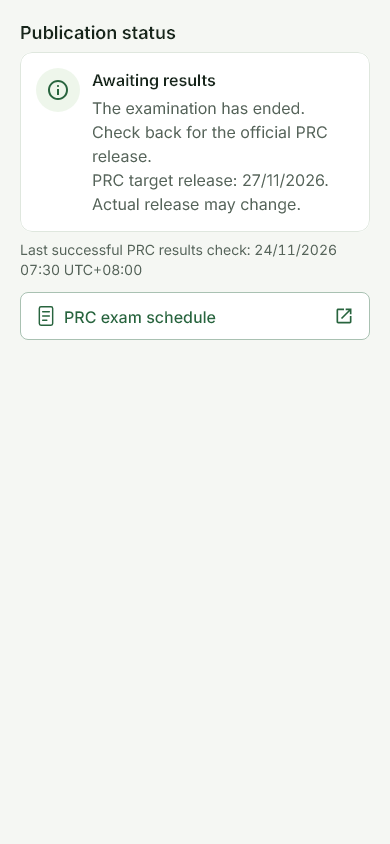 Publication status
Awaiting results
The examination has ended.
Check back for the official PRC
release.
PRC target release: 27/11/2026.
Actual release may change.
Last successful PRC results check: 24/11/2026
07:30 UTC+08:00
PRC exam schedule